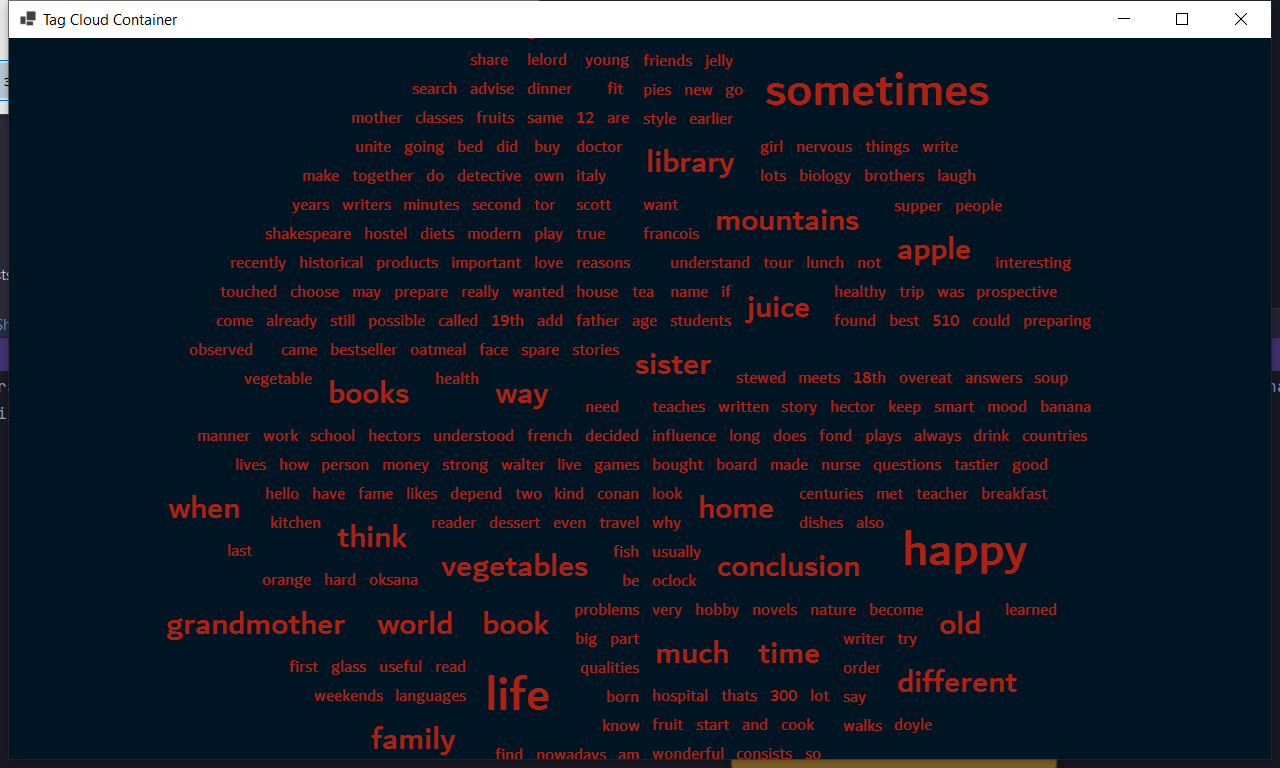 Tag Cloud Container
share lelord young friends jelly
sometimes
search advise dinner fit pies new go
mother classes fruits same 12 are style earlier
unite going bed did buy doctor girl nervous things write
library
make together do detective own italy lots biology brothers laugh
years writers minutes second tor scott want supper people
mountains
shakespeare hostel diets modern play true francois
apple
recently historical products important love reasons understand tour lunch not interesting
touched choose may prepare really wanted house tea name if healthy trip was prospective
juice
come already still possible called 19th add father age students found best 510 could preparing
observed came bestseller oatmeal face spare stories
sister
vegetable health stewed meets 18th overeat answers soup
books way
need teaches written story hector keep smart mood banana
manner work school hectors understood french decided influence long does fond plays always drink countries
lives how person money strong walter live games bought board made nurse questions tastier good
hello have fame likes depend two kind conan look centuries met teacher breakfast
when home
kitchen reader dessert even travel why dishes also
think
last fish usually
happy
vegetables conclusion
orange hard oksana be oclock
problems very hobby novels nature become learned
grandmother world book old
big part writer try
much time
first glass useful read qualities order
different
weekends languages born hospital thats 300 lot say
life
know fruit start and cook walks doyle
family
find nowadays am wonderful consists so